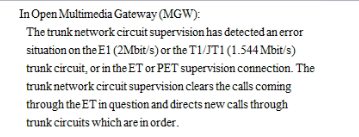 In Open Multimedia Gateway (MGW):
The trunk network circuit supervision has detected an error
situation on the E1 (2Mbit/s) or the T1/JT1 (1.544 Mbit/s)
trunk circuit, or in the ET or PET supervision connection. The
trunk network circuit supervision clears the calls coming
through the ET in question and directs new calls through
trunk circuits which are in order.